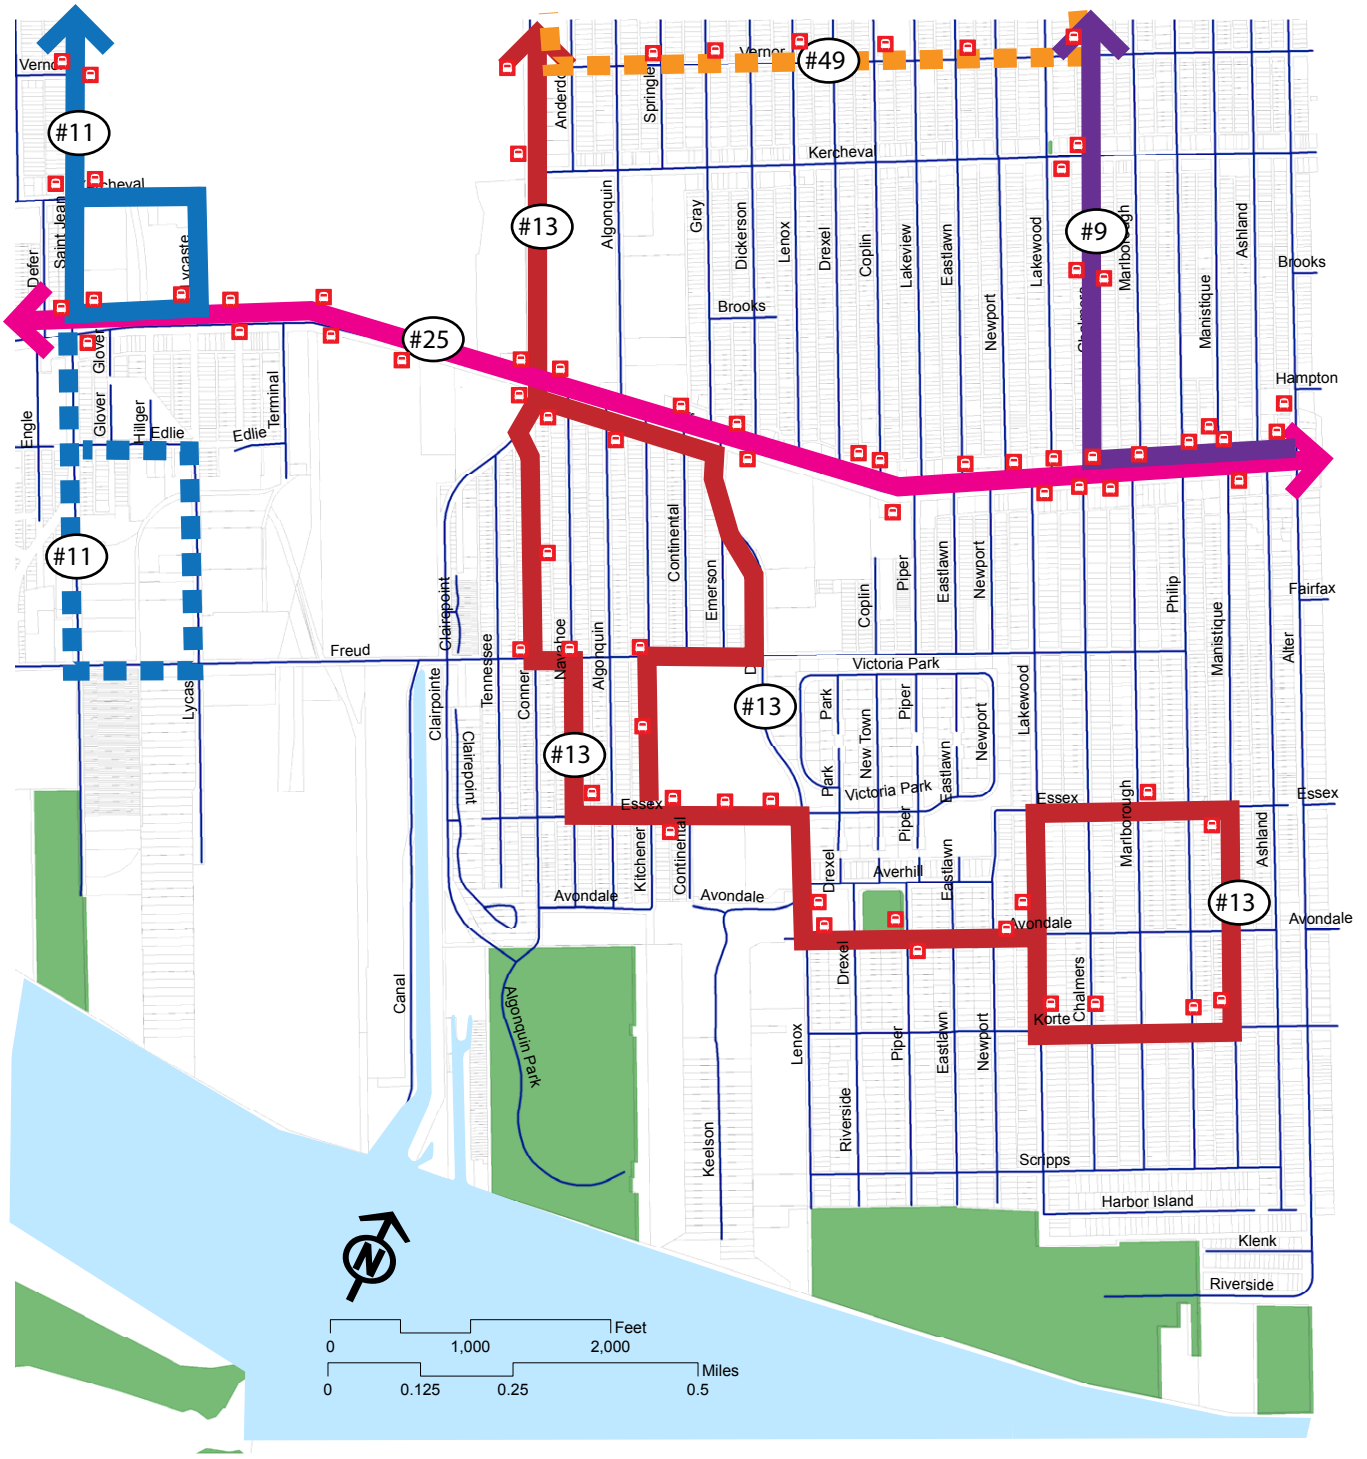 Vernor
#49
#11
Anderdon
Springle
Kercheval
Kercheval
Saint Jean
Defer
Lycaste
#13
Algonquin
Gray
Dickerson
Lenox
Drexel
Coplin
Lakeview
Eastlawn
Newport
Lakewood
Chalmers
#9
Marlborough
Manistique
Ashland
Brooks
Brooks
Hampton
#25
Glover
Glover
Hillger
Edlie
Edlie
Terminal
Engle
#11
Continental
Emerson
Coplin
Piper
Eastlawn
Newport
Philip
Manistique
Alter
Fairfax
Clairepoint
Freud
Tennessee
Navahoe
Algonquin
Conner
Clairpointe
Clairepoint
Lycas
Victoria Park
Park
Piper
New Town
Newport
Lakewood
#13
#13
Park
Victoria Park
Eastlawn
Piper
Essex
Essex
Essex
Marlborough
Ashland
Kitchener
Continental
Drexel
Averhill
Eastlawn
Avondale
Avondale
Avondale
Avondale
#13
Canal
Algonquin Park
Drexel
Chalmers
Korte
Lenox
Piper
Eastlawn
Newport
Riverside
Keelson
Scripps
Harbor Island
Klenk
Riverside
N
Feet
0 1,000 2,000
Miles
0 0.125 0.25 0.5